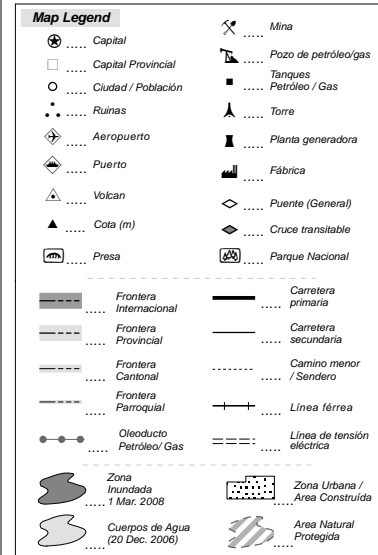 Map Legend
..... Capital
..... Capital Provincial
..... Ciudad / Población
..... Ruinas
..... Aeropuerto
..... Puerto
..... Volcan
..... Cota (m)
..... Presa
..... Mina
..... Pozo de petróleo/gas
..... Tanques
Petróleo / Gas
..... Torre
..... Planta generadora
..... Fábrica
..... Puente (General)
..... Cruce transitable
..... Parque Nacional
Frontera
..... Internacional
Frontera
..... Provincial
Frontera
..... Cantonal
Frontera
..... Parroquial
Oleoducto
..... Petróleo/ Gas
Carretera
..... primaria
Carretera
..... secundaria
Camino menor
..... / Sendero
..... Línea férrea
Línea de tensión
..... eléctrica
Zona
Inundada
..... 1 Mar. 2008
Cuerpos de Agua
..... (20 Dec. 2006)
Zona Urbana /
..... Area Construída
Area Natural
..... Protegida